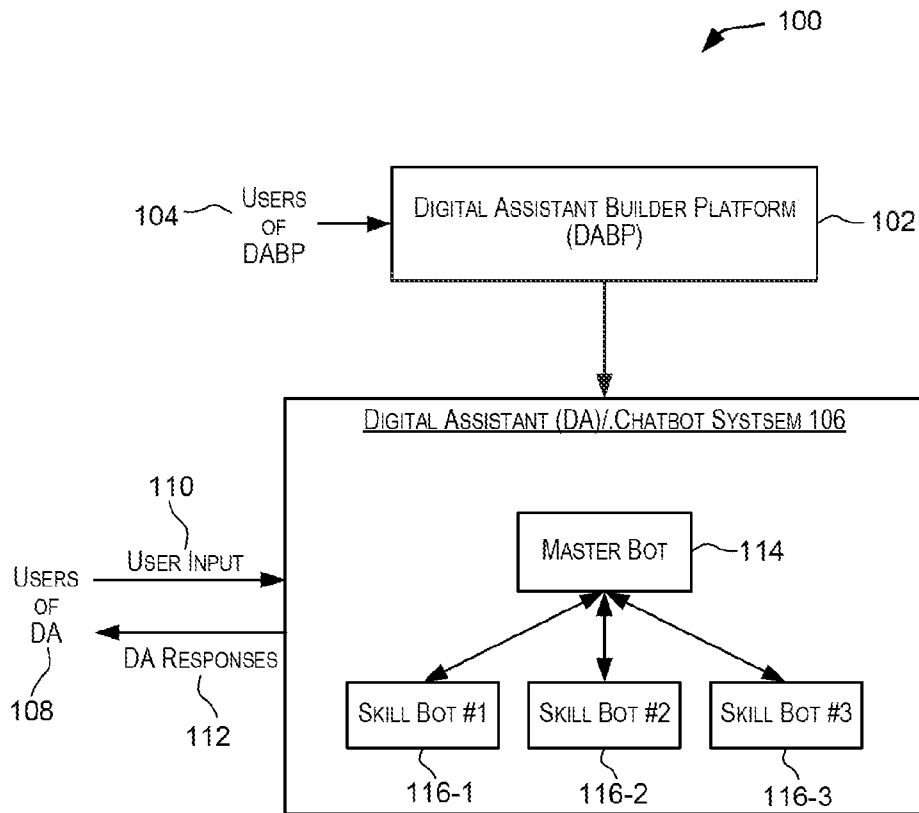 100
104
USERS
OF
DABP
DIGITAL ASSISTANT BUILDER PLATFORM
(DABP)
102
DIGITAL ASSISTANT (DA)/.CHATBOT SYSTSEM 106
110
USER INPUT
USERS
OF
DA
108
DA RESPONSES
112
MASTER BOT
114
SKILL BOT #1
SKILL BOT #2
SKILL BOT #3
116-1
116-2
116-3